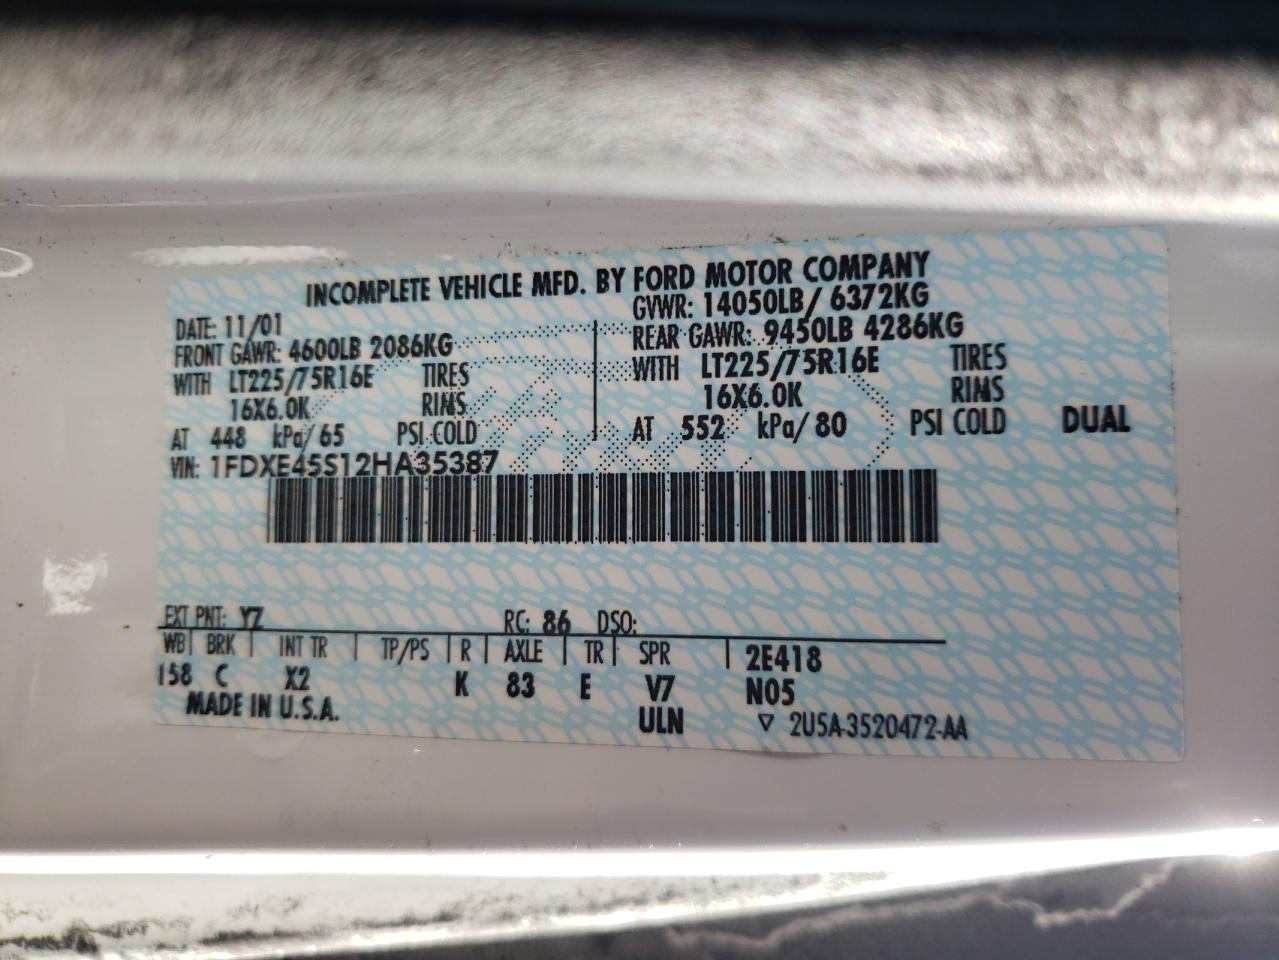 INCOMPLETE VEHICLE MFD. BY FORD MOTOR COMPANY
DATE: 11/01
GVWR: 14050LB/ 6372KG
FRONT GAWR: 4600LB 2086KG
REAR GAWR: 9450LB 4286KG
WITH LT225/75R16E TIRES
WITH LT225/75R16E TIRES
16X6.0K RIMS
16X6.0K RIMS
AT 448 kPa/65 PSI COLD
AT 552 kPa/80 PSI COLD DUAL
VIN: 1FDXE45S12HA35387
EXT PNT: YZ RC: 86 DSO:
WB BRK INT TR TP/PS R AXLE TR SPR 2E418
158 C X2 K 83 E V7 N05
MADE IN U.S.A. ULN ▽ 2U5A-3520472-AA